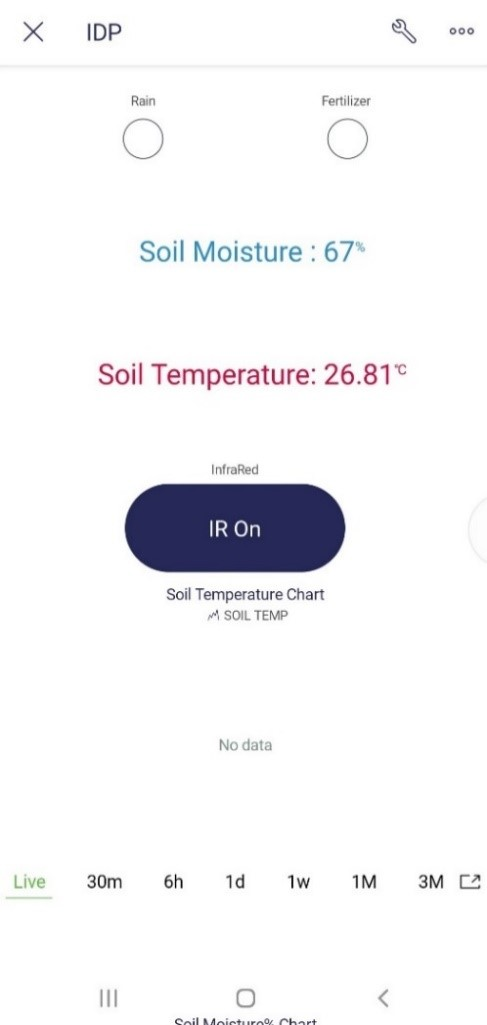 IDP
Rain Fertilizer
Soil Moisture : 67%
Soil Temperature: 26.81°C
InfraRed
IR On
Soil Temperature Chart
SOIL TEMP
No data
Live 30m 6h 1d 1w 1M 3M
Soil Moisture% Chart